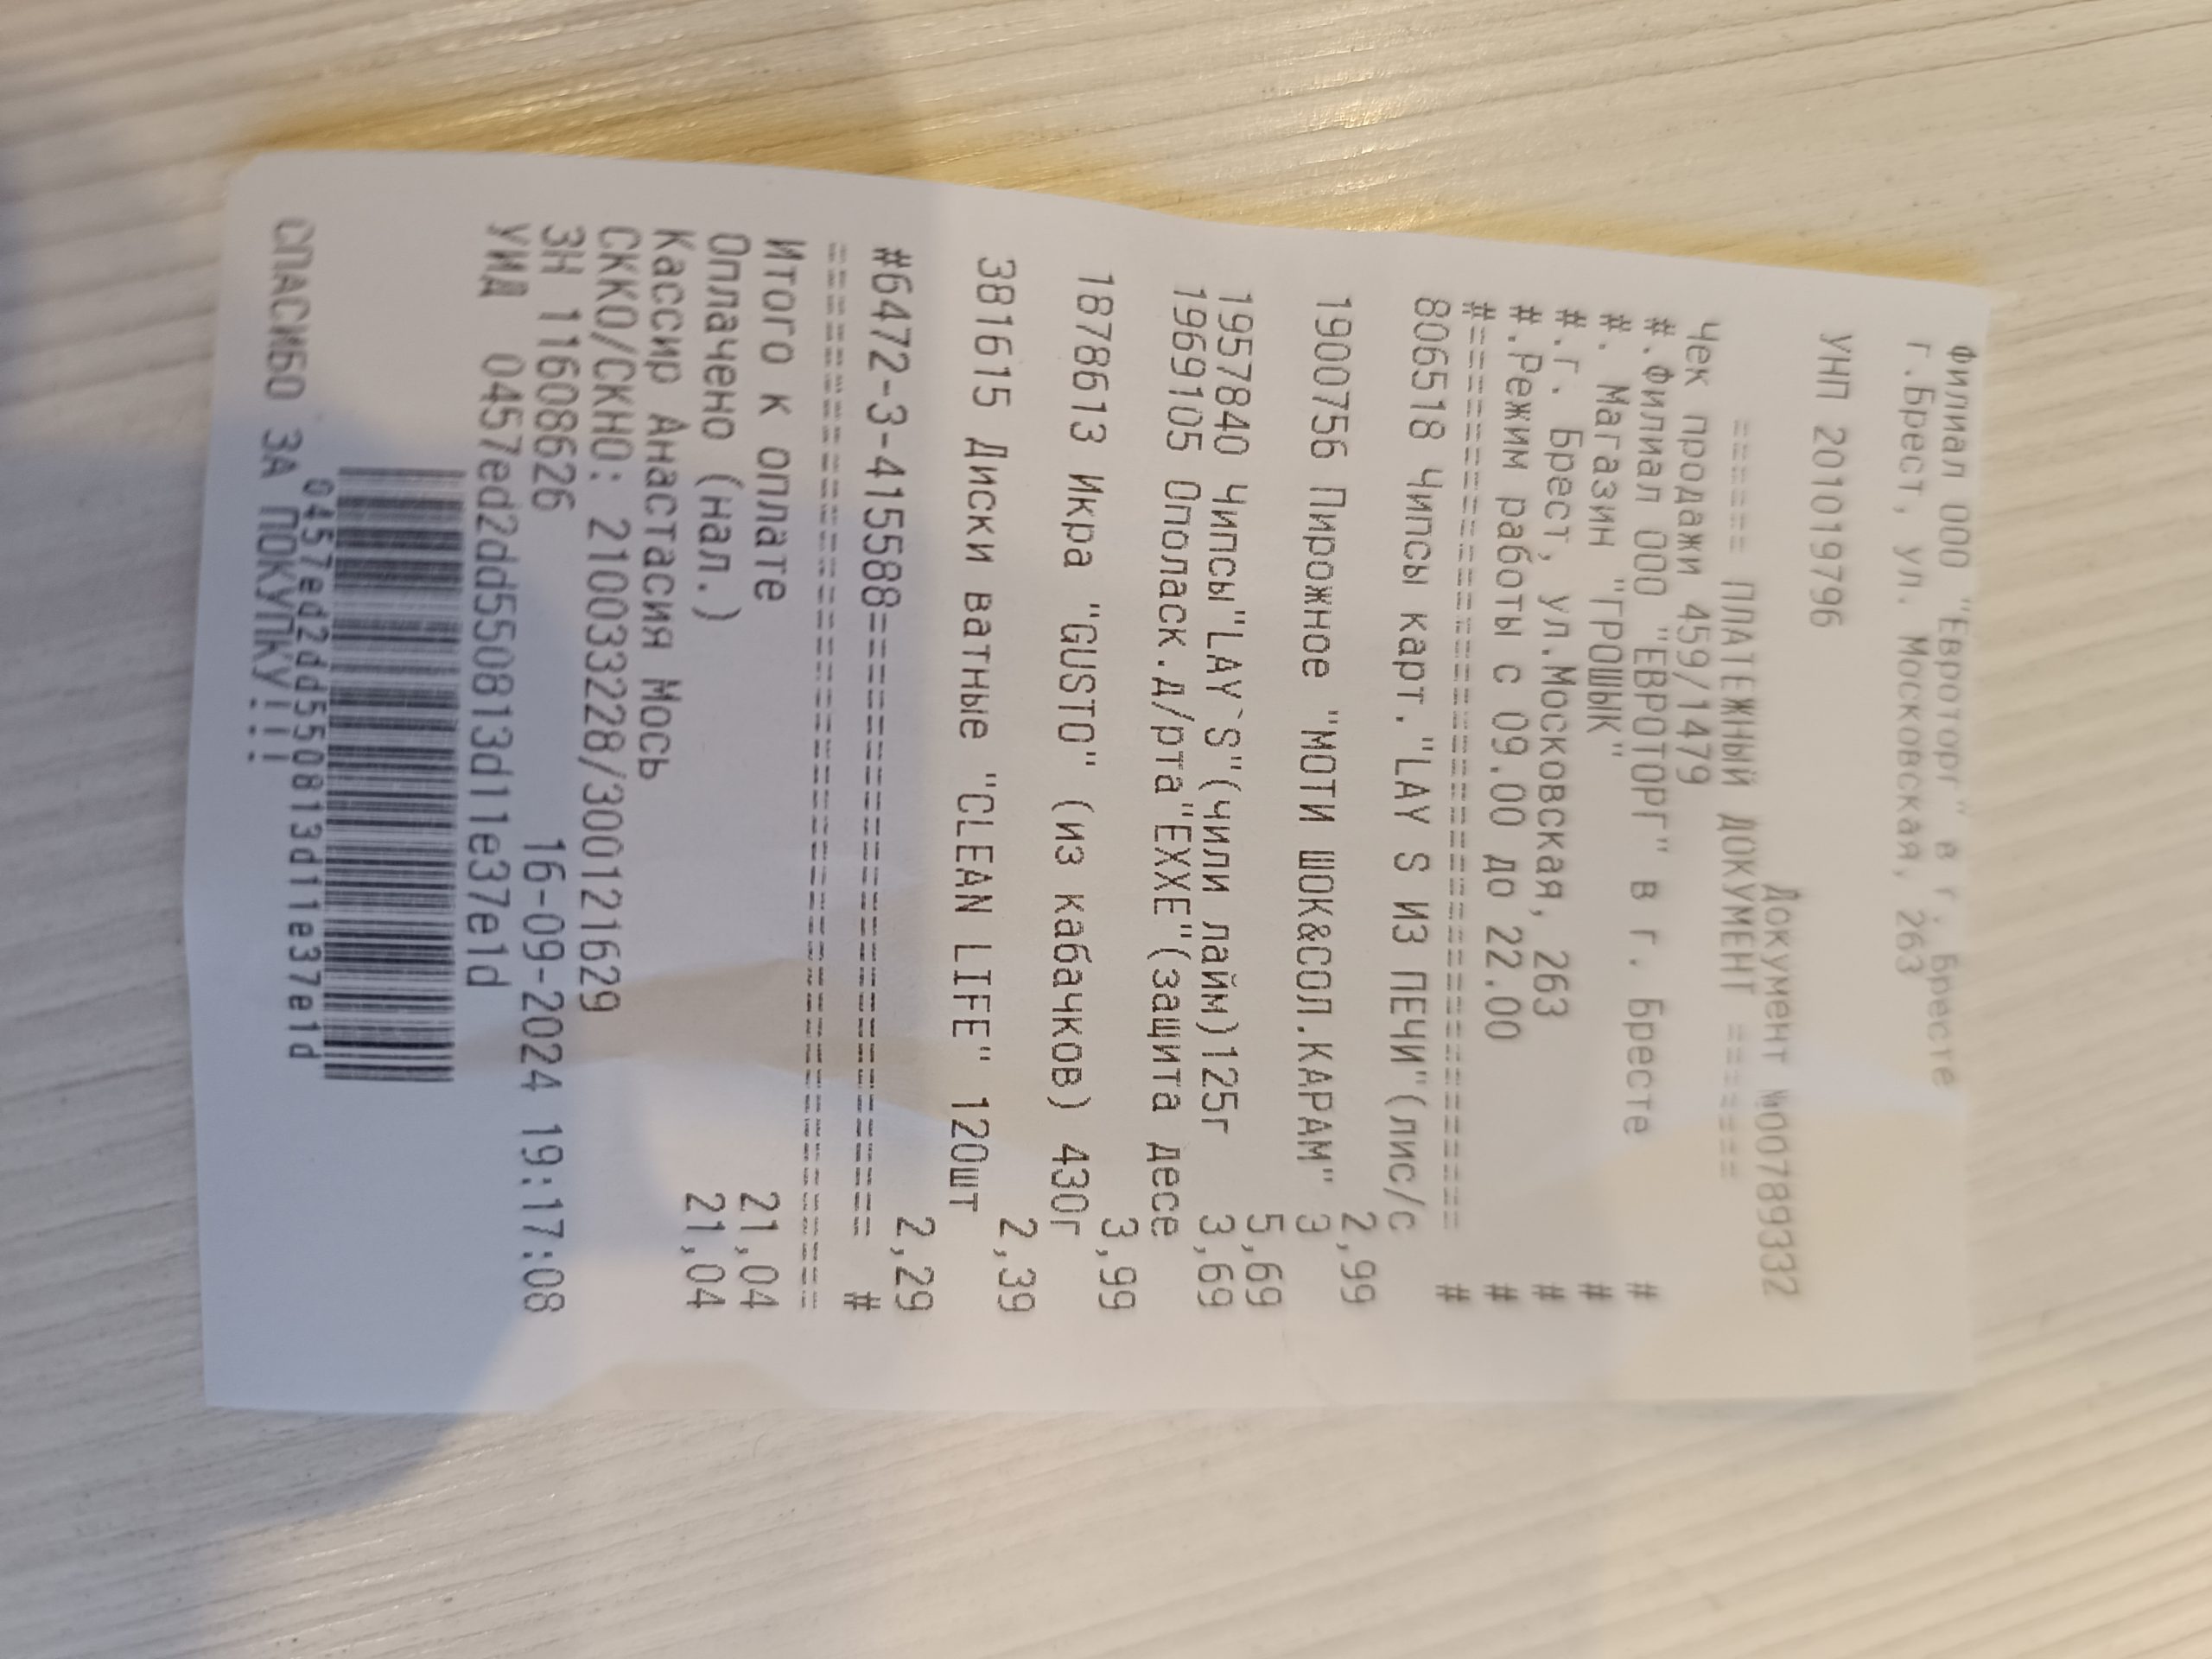 Филиал ООО "Евроторг" в г. Бресте
г.Брест, ул. Московская, 263
УНП 201019796
Документ №00789332
===== ПЛАТЕЖНЫЙ ДОКУМЕНТ ======
Чек продажи 459/1479
#.Филиал ООО "ЕВРОТОРГ" в г. Бресте #
#. Магазин "ГРОШЫК" #
#.г. Брест, ул.Московская, 263 #
#.Режим работы с 09.00 до 22.00 #
#======================================== #
806518 Чипсы карт."LAY S ИЗ ПЕЧИ"(лис/с
2,99
1900756 Пирожное "МОТИ ШОК&СОЛ.КАРАМ" 3
5,69
1957840 Чипсы"LAY`S"(чили лайм)125г 3,69
1969105 Ополаск.д/рта"EXXE"(защита десе
3,99
1878613 Икра "GUSTO" (из кабачков) 430г
2,39
381615 Диски ватные "CLEAN LIFE" 120шт
2,29
#6472-3-415588======================== #
========================================
Итого к оплате 21,04
Оплачено (нал.) 21,04
Кассир Анастасия Мось
СККО/СКНО: 210033228/300121629
ЗН 11608626 16-09-2024 19:17:08
УИД 0457ed2dd550813d11e37e1d
0457ed2dd550813d11e37e1d
СПАСИБО ЗА ПОКУПКУ!!!